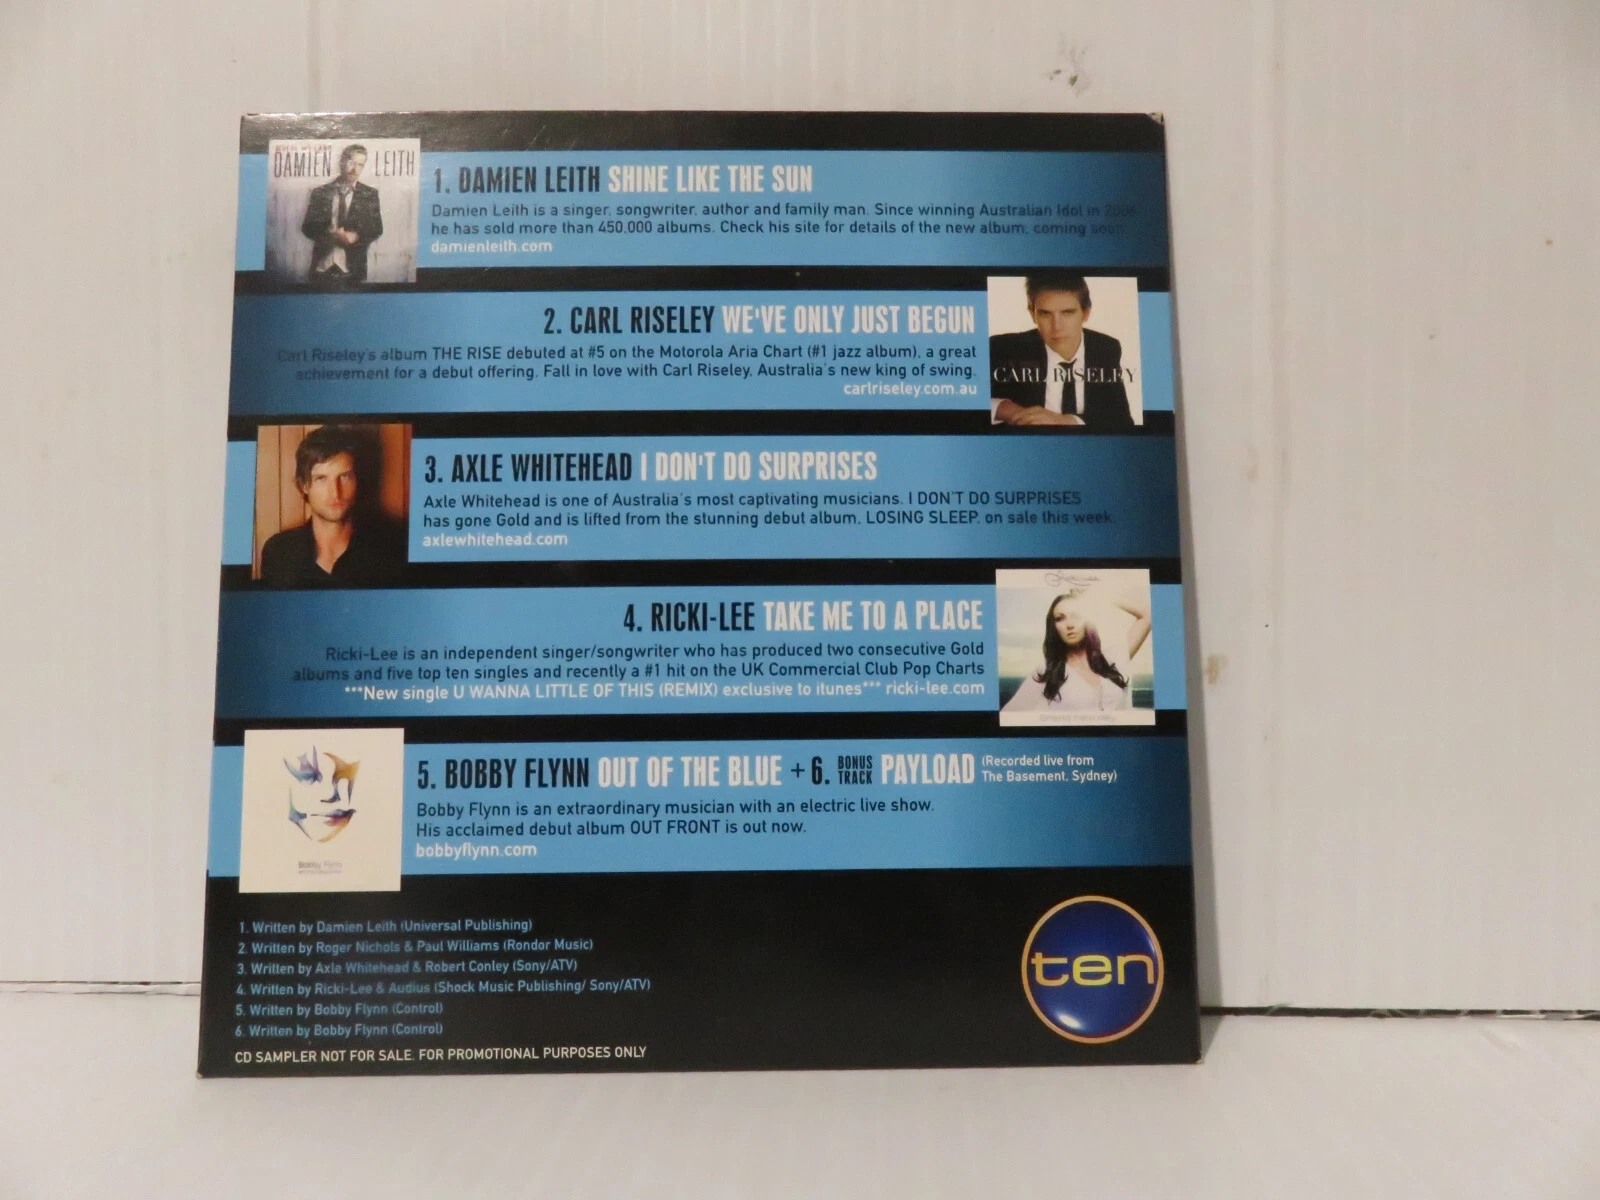 DAMIEN LEITH
1. DAMIEN LEITH SHINE LIKE THE SUN
Damien Leith is a singer, songwriter, author and family man. Since winning Australian Idol in 2006
he has sold more than 450,000 albums. Check his site for details of the new album, coming soon.
damienleith.com
2. CARL RISELEY WE'VE ONLY JUST BEGUN
Carl Riseley's album THE RISE debuted at #5 on the Motorola Aria Chart (#1 jazz album), a great
achievement for a debut offering. Fall in love with Carl Riseley, Australia's new king of swing.
carlriseley.com.au
CARL RISELEY
3. AXLE WHITEHEAD I DON'T DO SURPRISES
Axle Whitehead is one of Australia's most captivating musicians. I DON'T DO SURPRISES
has gone Gold and is lifted from the stunning debut album, LOSING SLEEP, on sale this week.
axlewhitehead.com
4. RICKI-LEE TAKE ME TO A PLACE
Ricki-Lee is an independent singer/songwriter who has produced two consecutive Gold
albums and five top ten singles and recently a #1 hit on the UK Commercial Club Pop Charts
***New single U WANNA LITTLE OF THIS (REMIX) exclusive to itunes*** ricki-lee.com
5. BOBBY FLYNN OUT OF THE BLUE + 6. BONUS TRACK PAYLOAD (Recorded live from
The Basement, Sydney)
Bobby Flynn is an extraordinary musician with an electric live show.
His acclaimed debut album OUT FRONT is out now.
bobbyflynn.com
Bobby Flynn
1. Written by Damien Leith (Universal Publishing)
2. Written by Roger Nichols & Paul Williams (Rondor Music)
3. Written by Axle Whitehead & Robert Conley (Sony/ATV)
4. Written by Ricki-Lee & Audius (Shock Music Publishing/ Sony/ATV)
5. Written by Bobby Flynn (Control)
6. Written by Bobby Flynn (Control)
CD SAMPLER NOT FOR SALE. FOR PROMOTIONAL PURPOSES ONLY
ten